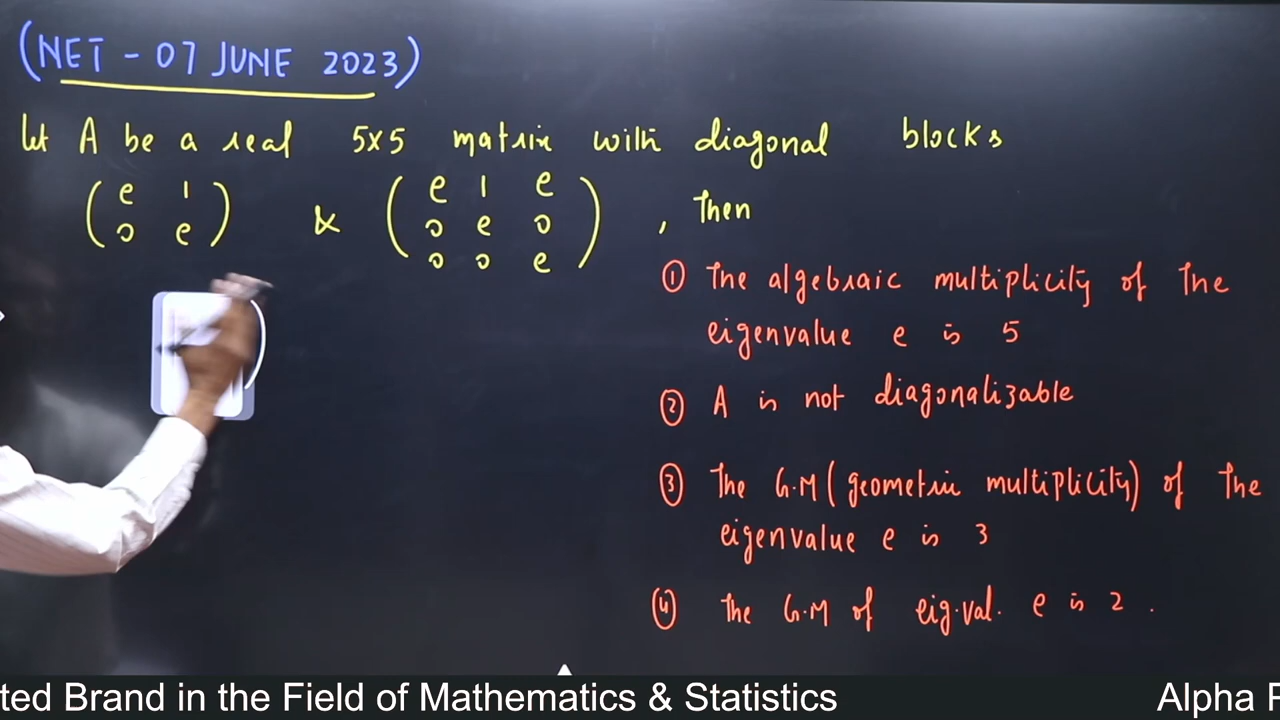 (NET - 07 JUNE 2023)
let A be a real 5x5 matrix with diagonal blocks
( e 1 & ( e 1 e , then
0 e ) 0 e 0
0 0 e )
① The algebraic multiplicity of the
eigenvalue e is 5
② A is not diagonalizable
③ The G.M (geometric multiplicity) of the
eigenvalue e is 3
④ The G.M of eig.val. e is 2 .
ted Brand in the Field of Mathematics & Statistics Alpha P